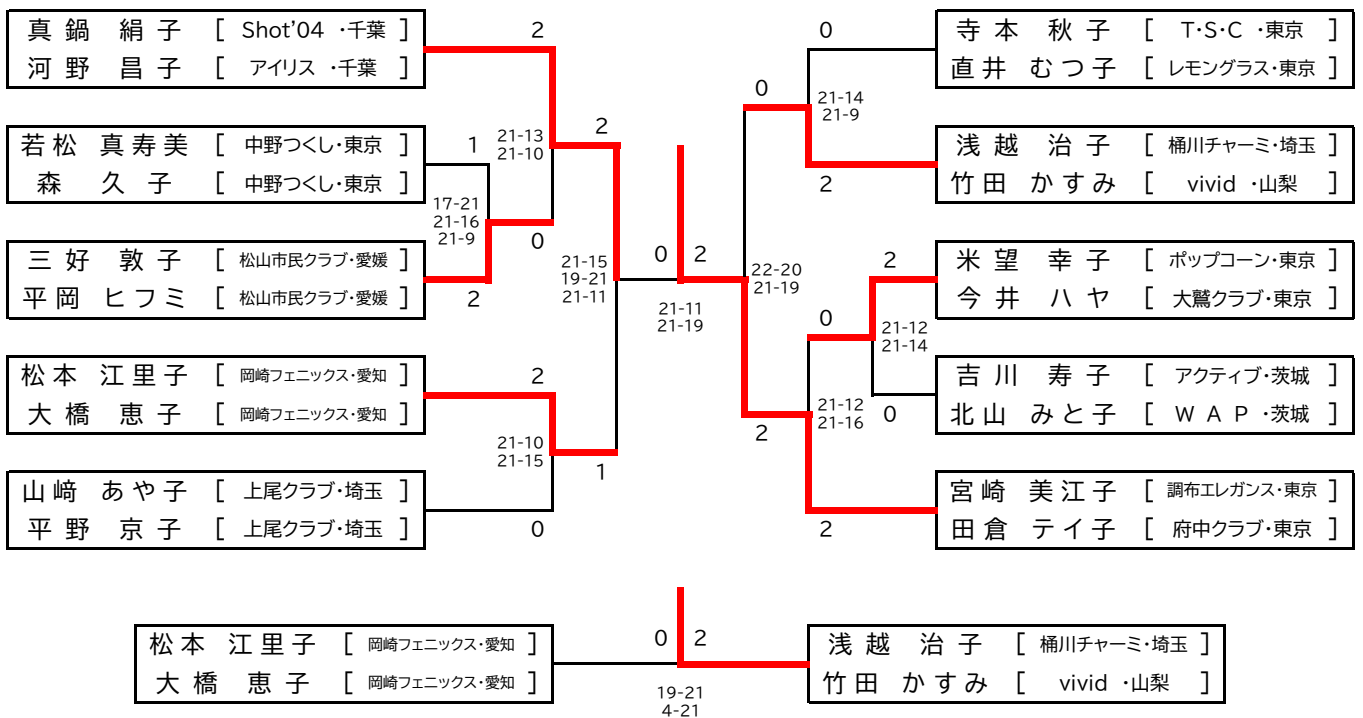 真鍋 絹子 [ Shot'04 ・千葉 ]
河野 昌子 [ アイリス ・千葉 ]
若松 真寿美 [ 中野つくし・東京 ]
森 久子 [ 中野つくし・東京 ]
三好 敦子 [ 松山市民クラブ・愛媛 ]
平岡 ヒフミ [ 松山市民クラブ・愛媛 ]
松本 江里子 [ 岡崎フェニックス・愛知 ]
大橋 恵子 [ 岡崎フェニックス・愛知 ]
山﨑 あや子 [ 上尾クラブ・埼玉 ]
平野 京子 [ 上尾クラブ・埼玉 ]
2
1
17-21
21-16
21-9
2
21-13
21-10
0
2
21-10
21-15
0
2
21-15
19-21
21-11
1
0 2
21-11
21-19
0
22-20
21-19
2
0
21-14
21-9
2
2
0
21-12
21-14
0
21-12
21-16
2
寺本 秋子 [ T・S・C ・東京 ]
直井 むつ子 [ レモングラス・東京 ]
浅越 治子 [ 桶川チャーミ・埼玉 ]
竹田 かすみ [ vivid ・山梨 ]
米望 幸子 [ ポップコーン・東京 ]
今井 ハヤ [ 大鷲クラブ・東京 ]
吉川 寿子 [ アクティブ・茨城 ]
北山 みと子 [ W A P ・茨城 ]
宮崎 美江子 [ 調布エレガンス・東京 ]
田倉 テイ子 [ 府中クラブ・東京 ]
松本 江里子 [ 岡崎フェニックス・愛知 ]
大橋 恵子 [ 岡崎フェニックス・愛知 ]
0 2
19-21
4-21
浅越 治子 [ 桶川チャーミ・埼玉 ]
竹田 かすみ [ vivid ・山梨 ]